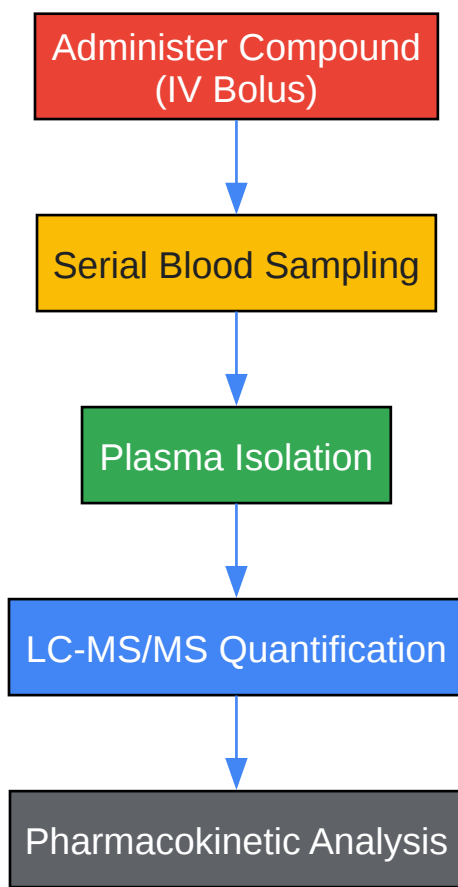 Administer Compound
(IV Bolus)
Serial Blood Sampling
Plasma Isolation
LC-MS/MS Quantification
Pharmacokinetic Analysis